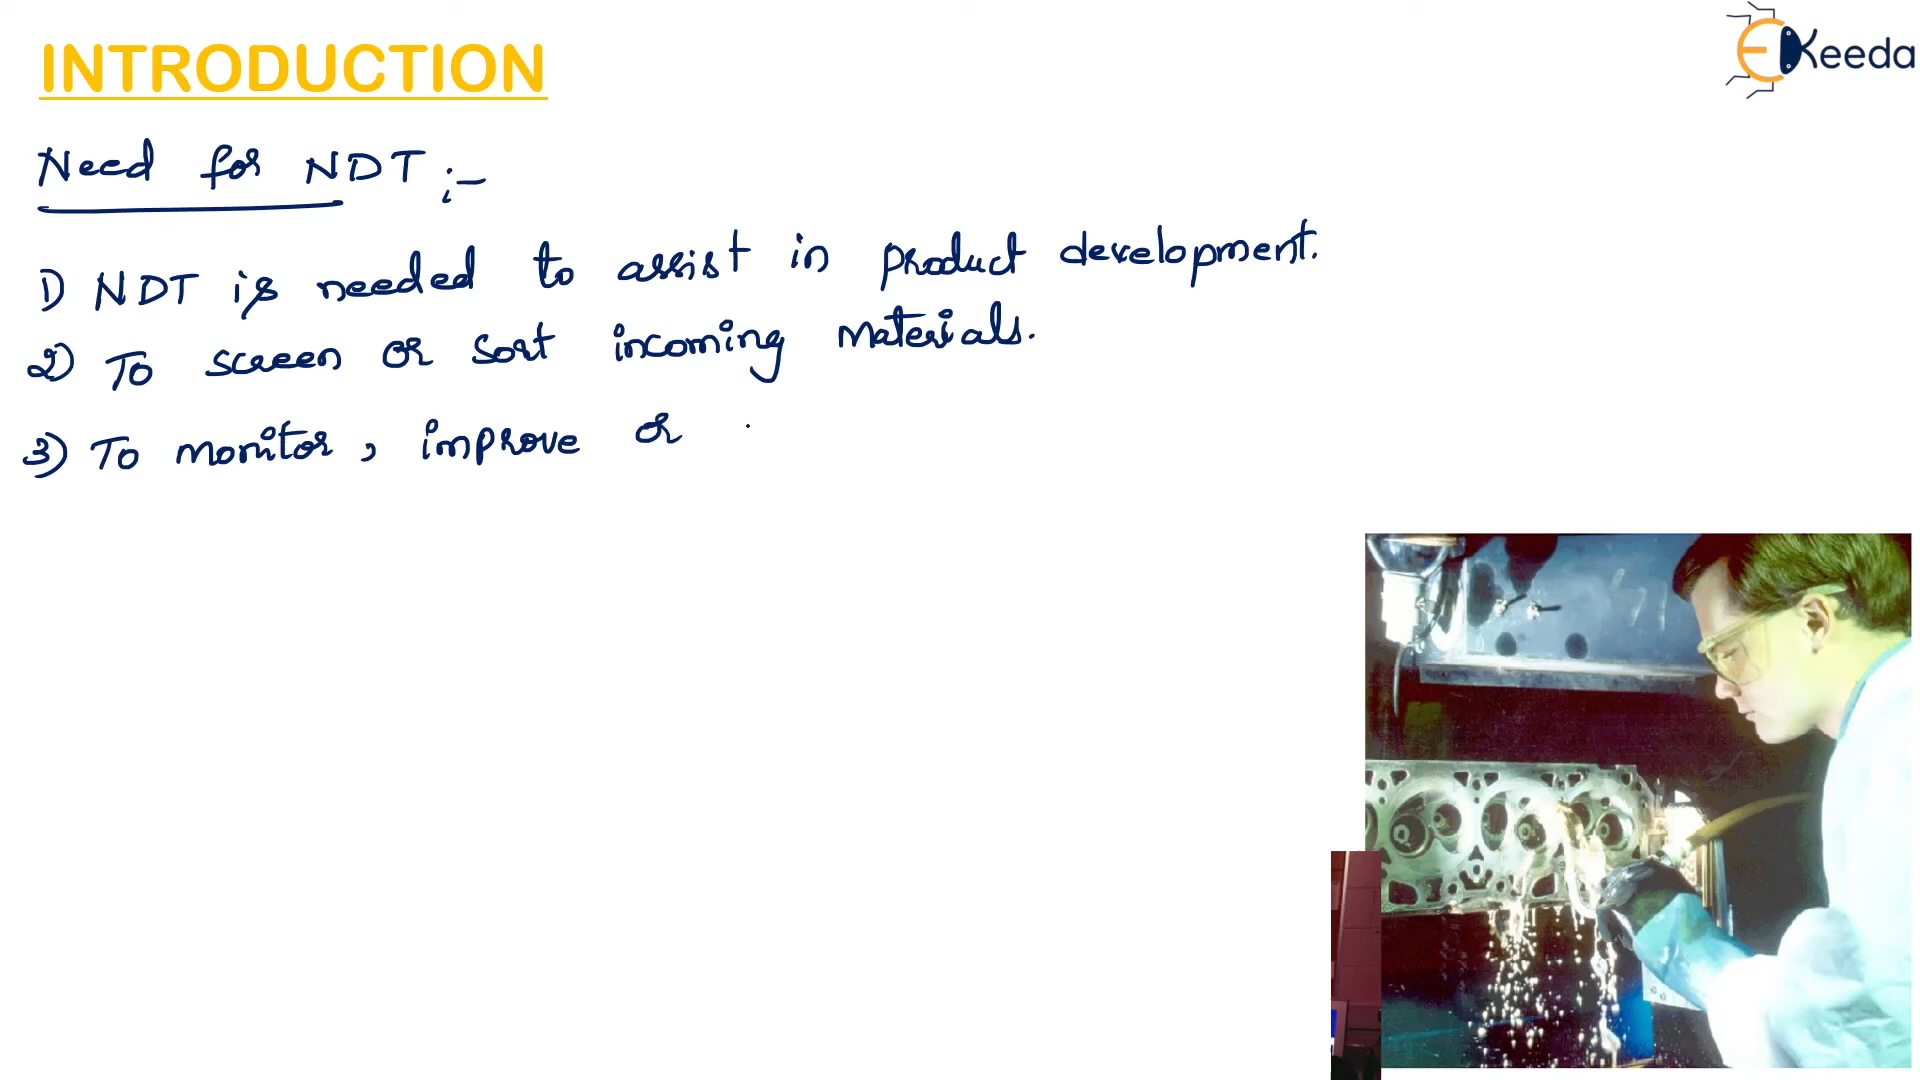 INTRODUCTION
EKeeda
Need for NDT :-
1) NDT is needed to assist in product development.
2) To screen or sort incoming materials.
3) To monitor, improve or